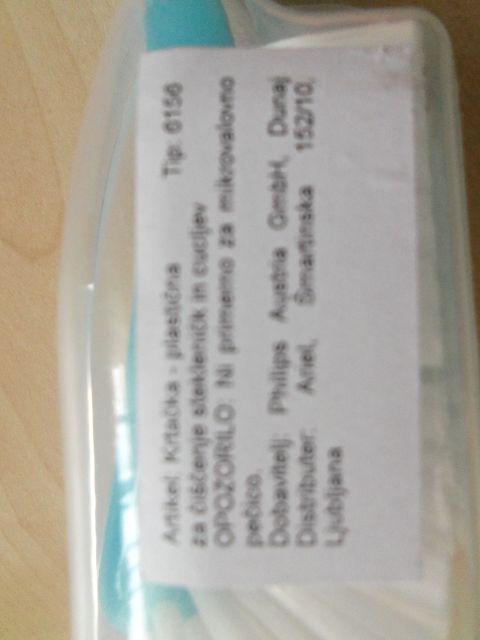 Artikel: Krtačka - plastična Tip: 6156
za čiščenje stekleničk in cucljev
OPOZORILO: Ni primerno za mikrovalovno
pečico.
Dobavitelj: Philips Austria GmbH, Dunaj
Distributer: Ariel, Šmartinska 152/10,
Ljubljana